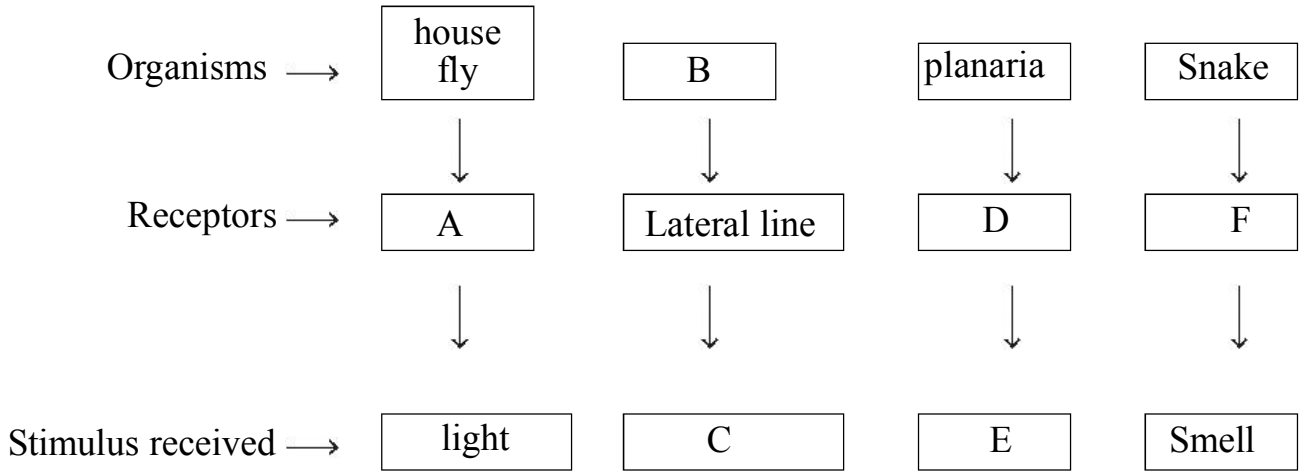 house
fly
Organisms
B
planaria
Snake
Receptors
A
Lateral line
D
F
Stimulus received
light
C
E
Smell